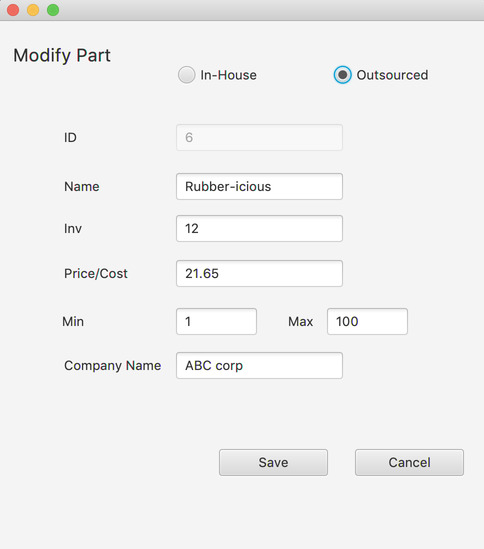 Modify Part
In-House Outsourced
ID 6
Name Rubber-icious
Inv 12
Price/Cost 21.65
Min 1 Max 100
Company Name ABC corp
Save Cancel